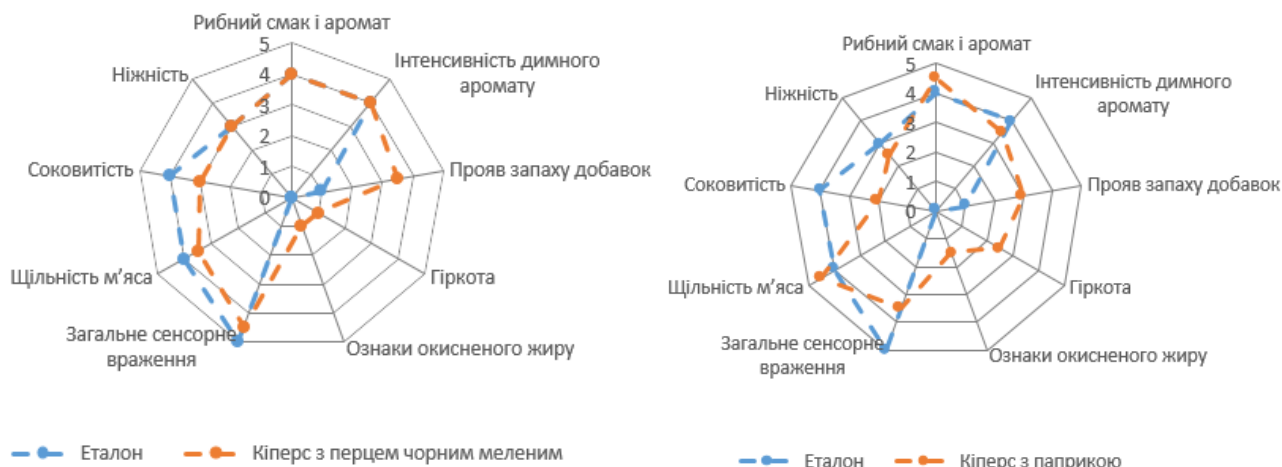 Рибний смак і аромат
5
4
3
2
1
0
Інтенсивність димного
аромату
Прояв запаху добавок
Гіркота
Ознаки окисненого жиру
Загальне сенсорне
враження
Щільність м’яса
Соковитість
Ніжність
Еталон
Кіперс з перцем чорним меленим
Рибний смак і аромат
5
4
3
2
1
0
Інтенсивність димного
аромату
Прояв запаху добавок
Гіркота
Ознаки окисненого жиру
Загальне сенсорне
враження
Щільність м’яса
Соковитість
Ніжність
Еталон
Кіперс з паприкою